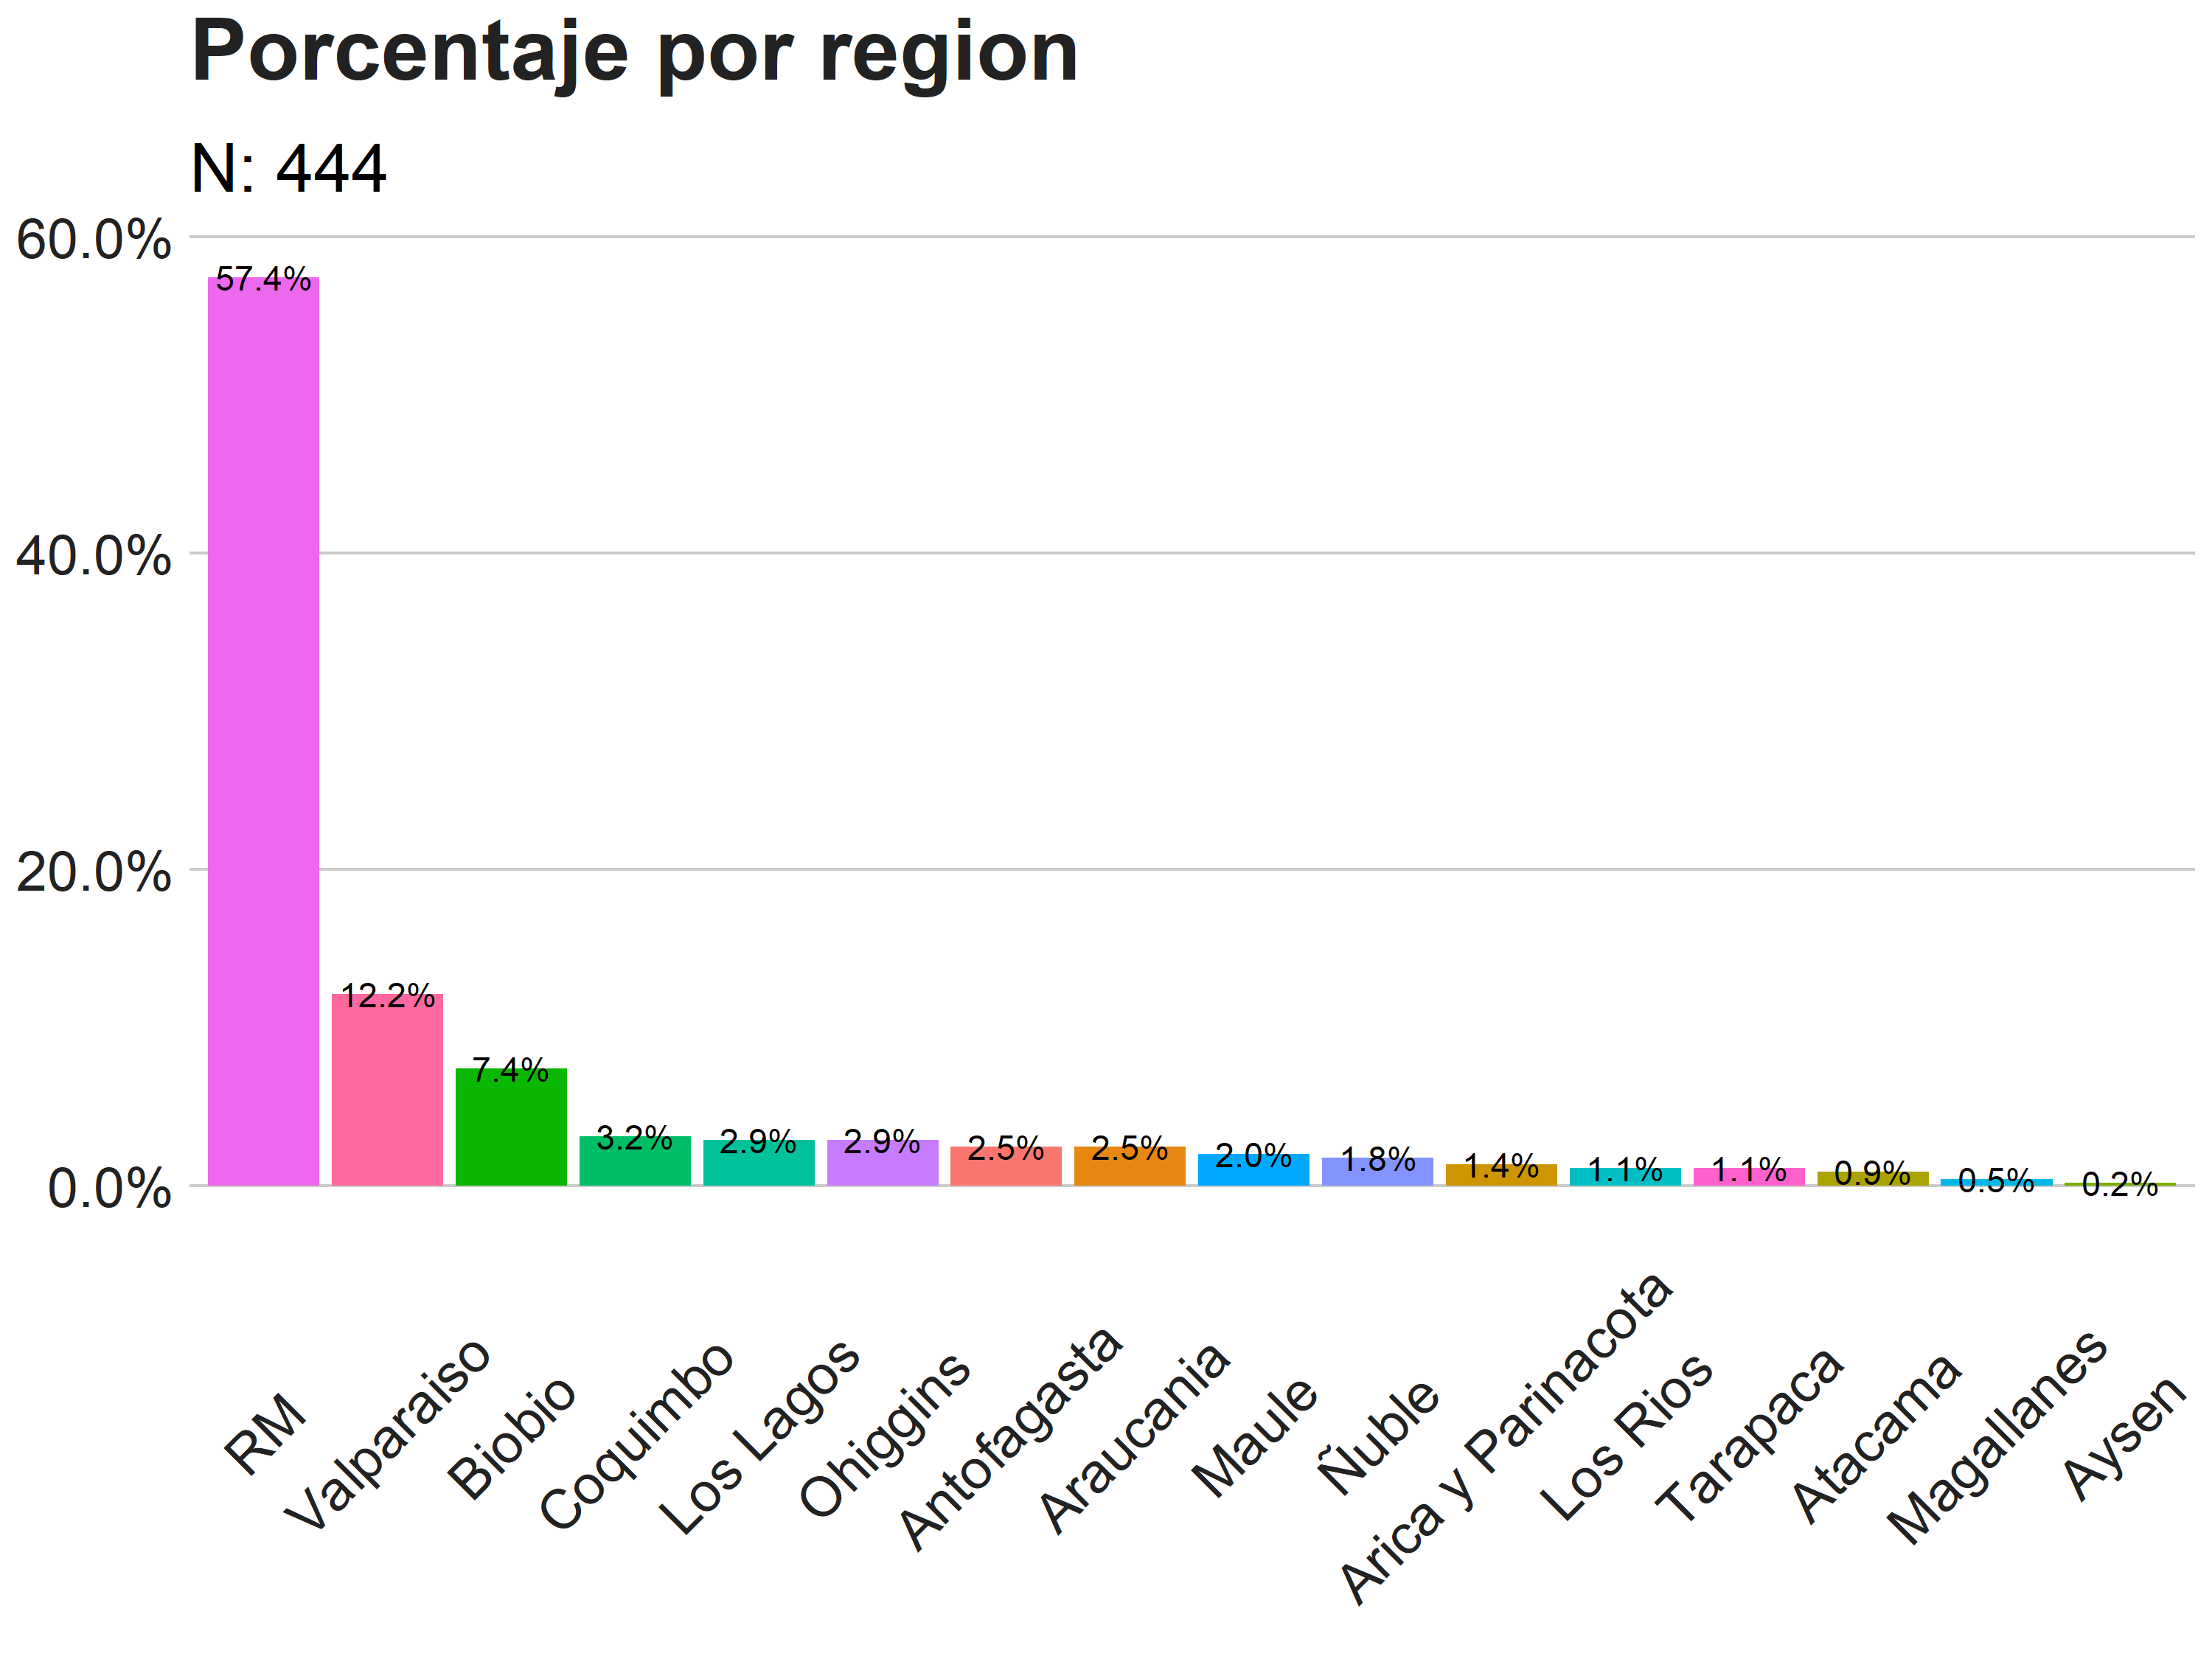 Porcentaje por region
N: 444
60.0%
40.0%
20.0%
0.0%
57.4%
12.2%
7.4%
3.2%
2.9%
2.9%
2.5%
2.5%
2.0%
1.8%
1.4%
1.1%
1.1%
0.9%
0.5%
0.2%
RM
Valparaiso
Biobio
Coquimbo
Los Lagos
Ohiggins
Antofagasta
Araucania
Maule
Ñuble
Arica y Parinacota
Los Rios
Tarapaca
Atacama
Magallanes
Aysen